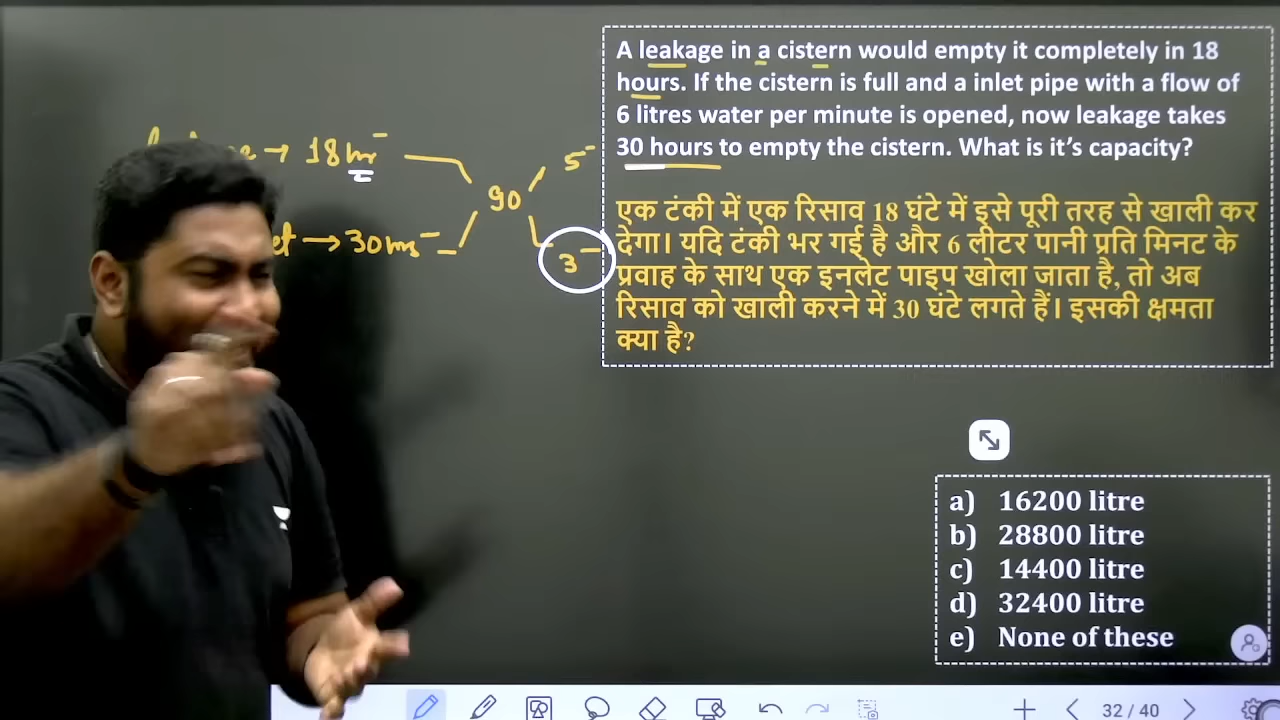 A leakage in a cistern would empty it completely in 18
hours. If the cistern is full and a inlet pipe with a flow of
6 litres water per minute is opened, now leakage takes
30 hours to empty the cistern. What is it's capacity?
एक टंकी में एक रिसाव 18 घंटे में इसे पूरी तरह से खाली कर
देगा। यदि टंकी भर गई है और 6 लीटर पानी प्रति मिनट के
प्रवाह के साथ एक इनलेट पाइप खोला जाता है, तो अब
रिसाव को खाली करने में 30 घंटे लगते हैं। इसकी क्षमता
क्या है?
→ 18 hr⁻
90
5⁻
→ 30 hrs⁻
3⁻
a) 16200 litre
b) 28800 litre
c) 14400 litre
d) 32400 litre
e) None of these
32 / 40